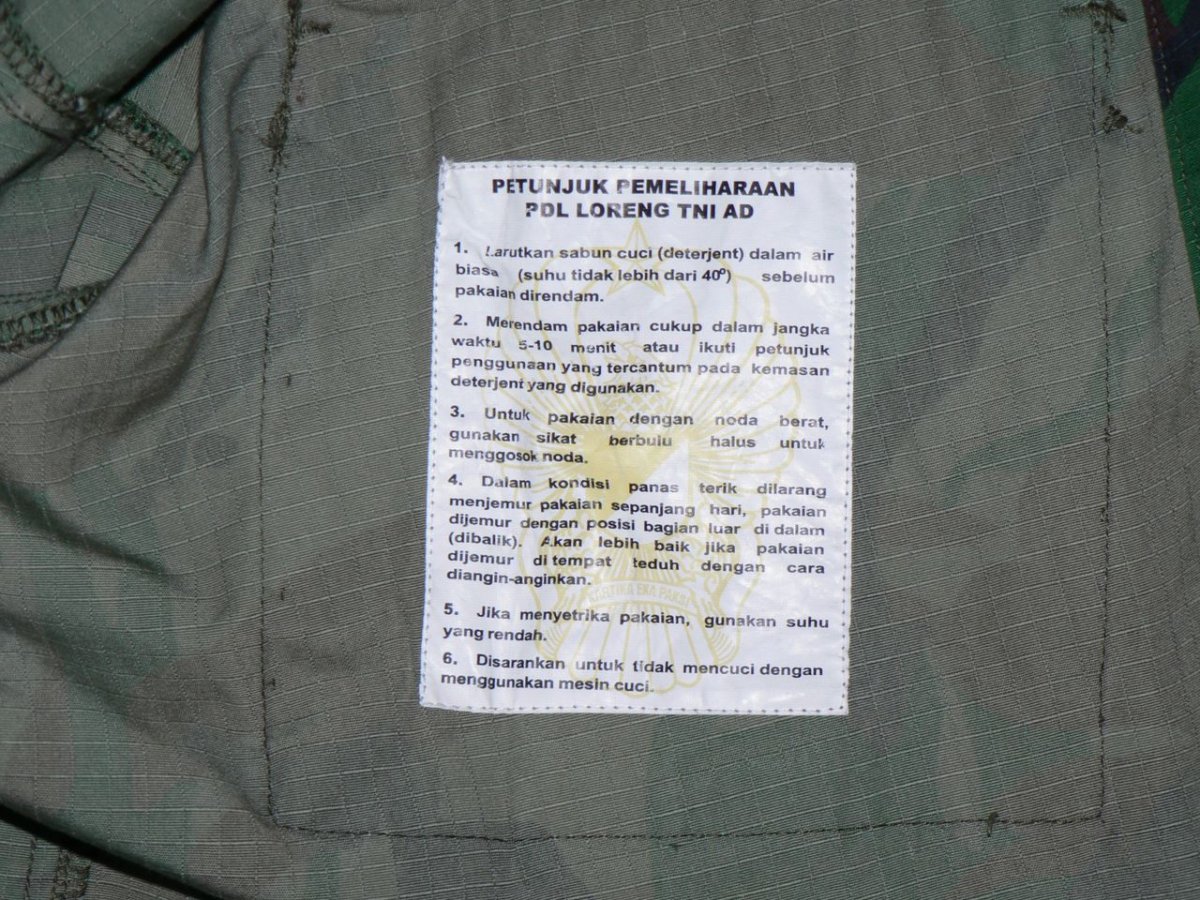 PETUNJUK PEMELIHARAAN
PDL LORENG TNI AD
1. Larutkan sabun cuci (deterjent) dalam air
biasa (suhu tidak lebih dari 40º) sebelum
pakaian direndam.
2. Merendam pakaian cukup dalam jangka
waktu 5-10 menit atau ikuti petunjuk
penggunaan yang tercantum pada kemasan
deterjent yang digunakan.
3. Untuk pakaian dengan noda berat,
gunakan sikat berbulu halus untuk
menggosok noda.
4. Dalam kondisi panas terik dilarang
menjemur pakaian sepanjang hari, pakaian
dijemur dengan posisi bagian luar di dalam
(dibalik). Akan lebih baik jika pakaian
dijemur di tempat teduh dengan cara
diangin-anginkan.
KARTIKA EKA PAKSI
5. Jika menyetrika pakaian, gunakan suhu
yang rendah.
6. Disarankan untuk tidak mencuci dengan
menggunakan mesin cuci.